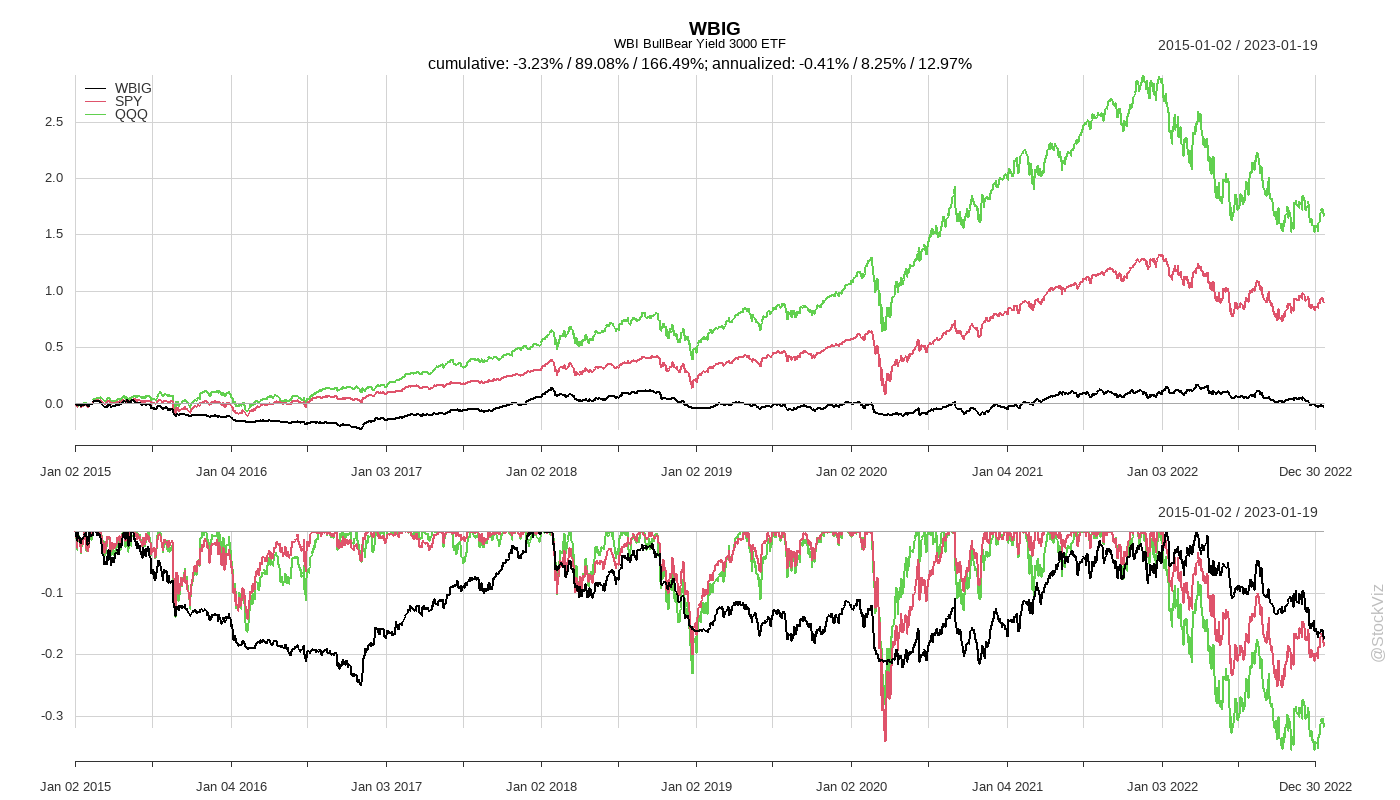 WBIG
WBI BullBear Yield 3000 ETF
2015-01-02 / 2023-01-19
cumulative: -3.23% / 89.08% / 166.49%; annualized: -0.41% / 8.25% / 12.97%
WBIG
SPY
QQQ
2.5
2.0
1.5
1.0
0.5
0.0
Jan 02 2015 Jan 04 2016 Jan 03 2017 Jan 02 2018 Jan 02 2019 Jan 02 2020 Jan 04 2021 Jan 03 2022 Dec 30 2022
2015-01-02 / 2023-01-19
-0.1
-0.2
-0.3
Jan 02 2015 Jan 04 2016 Jan 03 2017 Jan 02 2018 Jan 02 2019 Jan 02 2020 Jan 04 2021 Jan 03 2022 Dec 30 2022
@StockViz